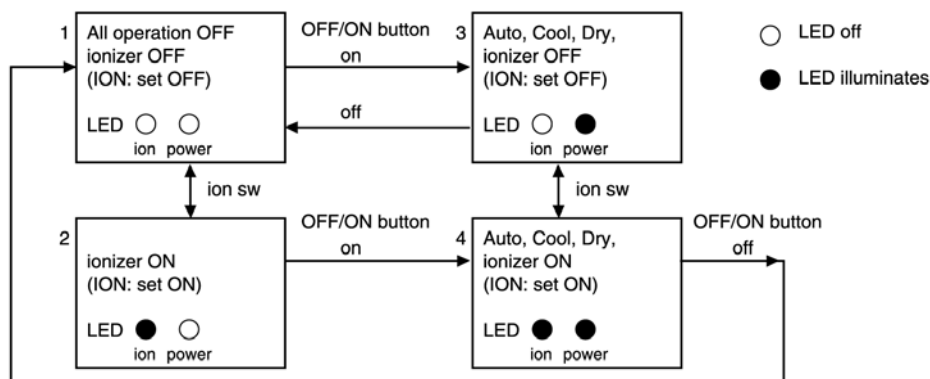 1
All operation OFF
ionizer OFF
(ION: set OFF)
LED
ion power
OFF/ON button
on
off
3
Auto, Cool, Dry,
ionizer OFF
(ION: set OFF)
LED
ion power
LED off
LED illuminates
ion sw
ion sw
2
ionizer ON
(ION: set ON)
LED
ion power
OFF/ON button
on
4
Auto, Cool, Dry,
ionizer ON
(ION: set ON)
LED
ion power
OFF/ON button
off